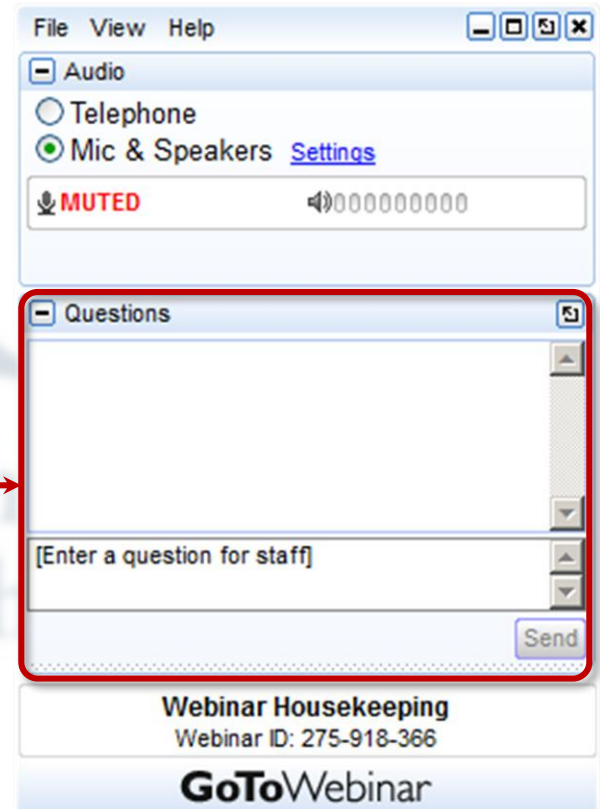 File View Help
Audio
Telephone
Mic & Speakers Settings
MUTED 000000000
Questions
[Enter a question for staff]
Send
Webinar Housekeeping
Webinar ID: 275-918-366
GoToWebinar